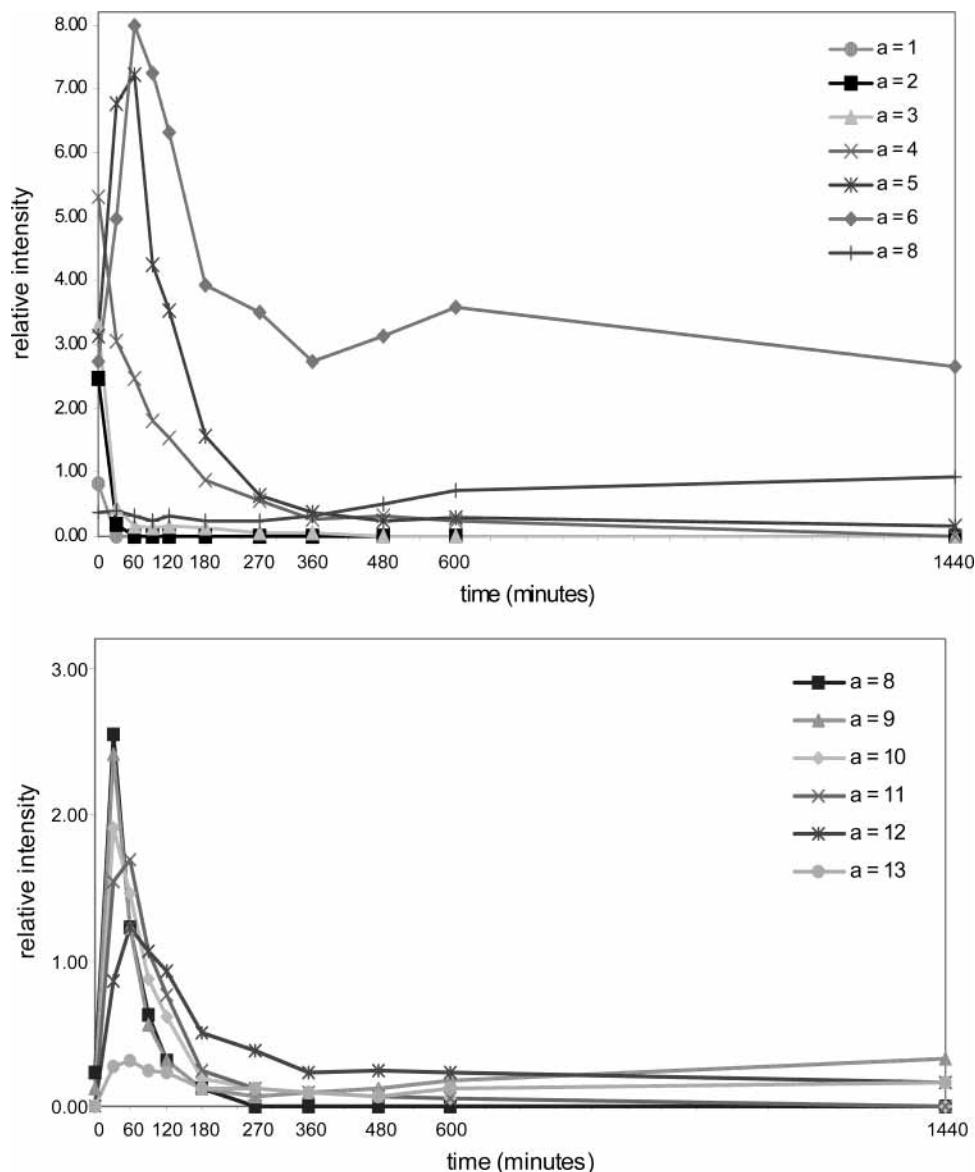 8.00
7.00
6.00
5.00
4.00
3.00
2.00
1.00
0.00
relative intensity
0 60 120 180 270 360 480 600 1440
time (minutes)
a = 1
a = 2
a = 3
a = 4
a = 5
a = 6
a = 8
3.00
2.00
1.00
0.00
relative intensity
0 60 120 180 270 360 480 600 1440
time (minutes)
a = 8
a = 9
a = 10
a = 11
a = 12
a = 13